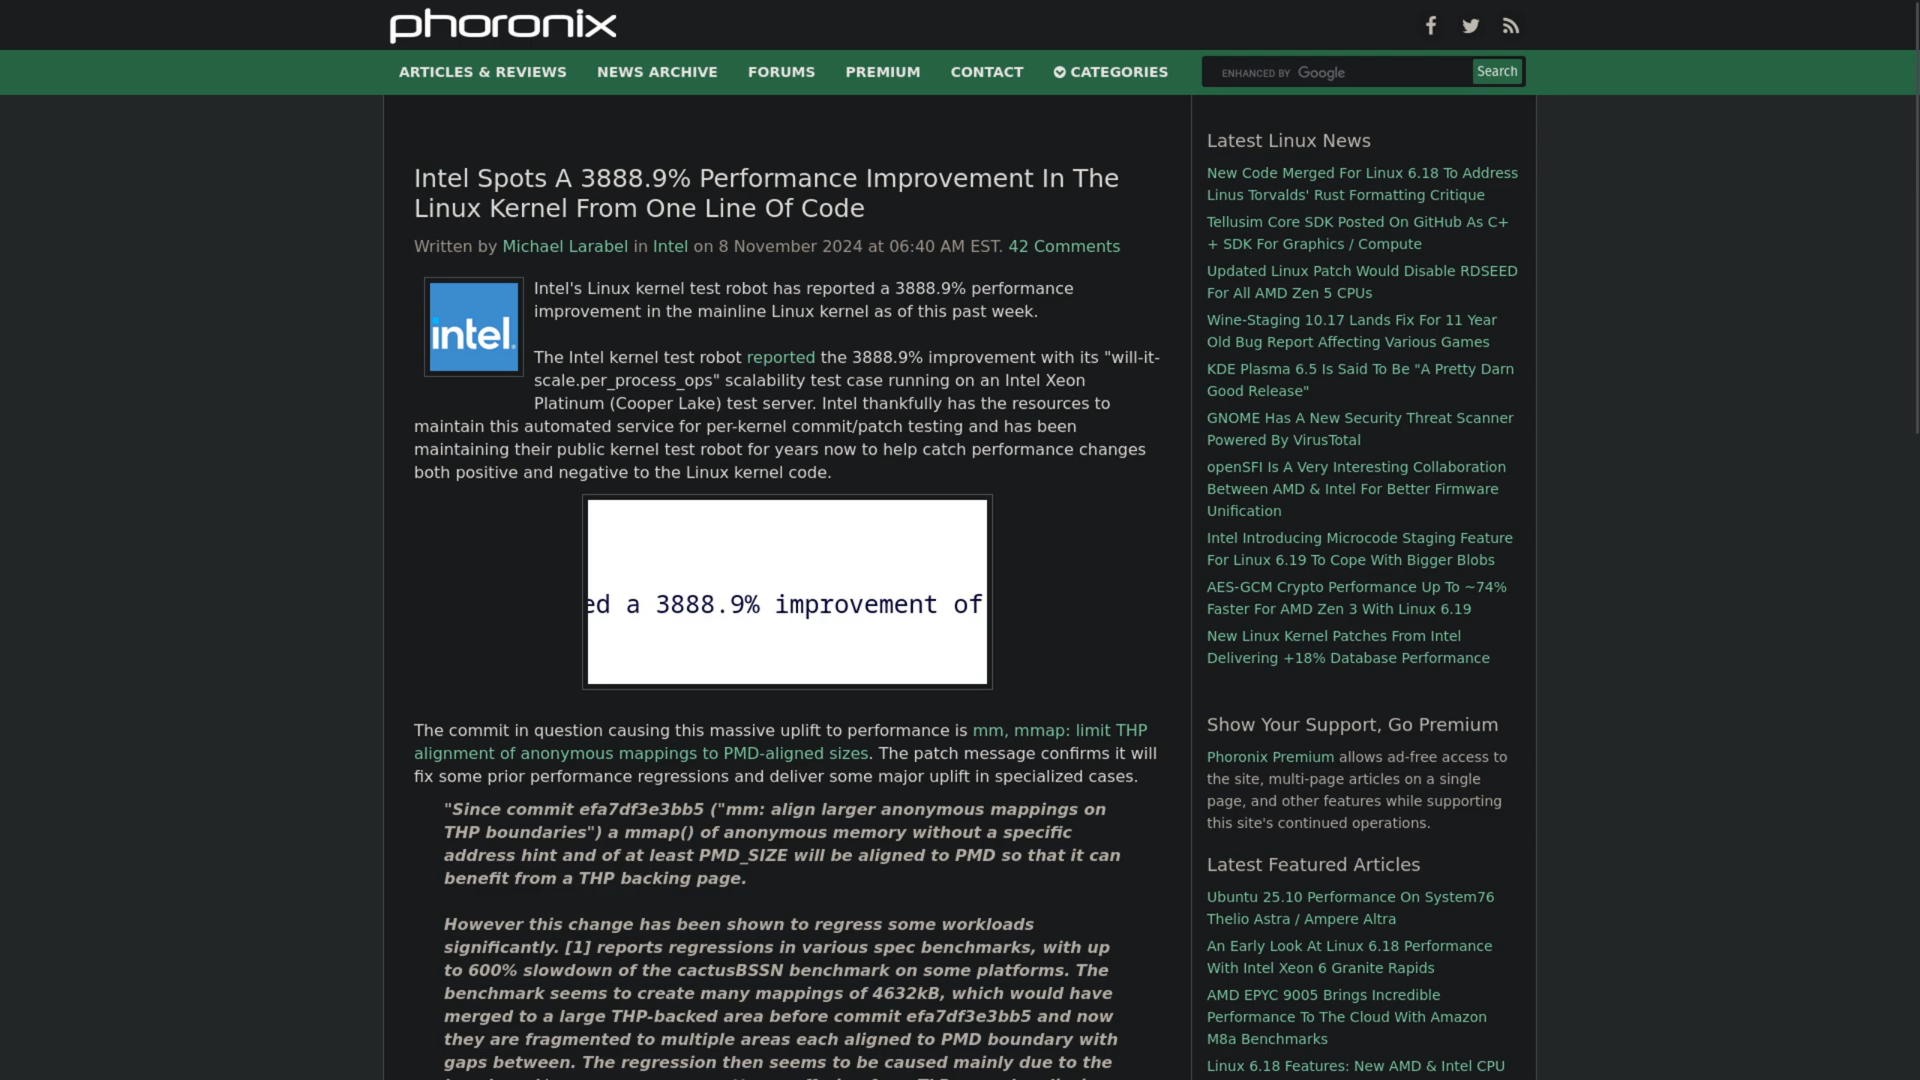 phoronix
ARTICLES & REVIEWS
NEWS ARCHIVE
FORUMS
PREMIUM
CONTACT
CATEGORIES
ENHANCED BY Google
Search
Intel Spots A 3888.9% Performance Improvement In The
Linux Kernel From One Line Of Code
Written by Michael Larabel in Intel on 8 November 2024 at 06:40 AM EST. 42 Comments
intel.
Intel's Linux kernel test robot has reported a 3888.9% performance
improvement in the mainline Linux kernel as of this past week.
The Intel kernel test robot reported the 3888.9% improvement with its "will-it-
scale.per_process_ops" scalability test case running on an Intel Xeon
Platinum (Cooper Lake) test server. Intel thankfully has the resources to
maintain this automated service for per-kernel commit/patch testing and has been
maintaining their public kernel test robot for years now to help catch performance changes
both positive and negative to the Linux kernel code.
ed a 3888.9% improvement of
The commit in question causing this massive uplift to performance is mm, mmap: limit THP
alignment of anonymous mappings to PMD-aligned sizes. The patch message confirms it will
fix some prior performance regressions and deliver some major uplift in specialized cases.
"Since commit efa7df3e3bb5 ("mm: align larger anonymous mappings on
THP boundaries") a mmap() of anonymous memory without a specific
address hint and of at least PMD_SIZE will be aligned to PMD so that it can
benefit from a THP backing page.
However this change has been shown to regress some workloads
significantly. [1] reports regressions in various spec benchmarks, with up
to 600% slowdown of the cactusBSSN benchmark on some platforms. The
benchmark seems to create many mappings of 4632kB, which would have
merged to a large THP-backed area before commit efa7df3e3bb5 and now
they are fragmented to multiple areas each aligned to PMD boundary with
gaps between. The regression then seems to be caused mainly due to the
Latest Linux News
New Code Merged For Linux 6.18 To Address
Linus Torvalds' Rust Formatting Critique
Tellusim Core SDK Posted On GitHub As C+
+ SDK For Graphics / Compute
Updated Linux Patch Would Disable RDSEED
For All AMD Zen 5 CPUs
Wine-Staging 10.17 Lands Fix For 11 Year
Old Bug Report Affecting Various Games
KDE Plasma 6.5 Is Said To Be "A Pretty Darn
Good Release"
GNOME Has A New Security Threat Scanner
Powered By VirusTotal
openSFI Is A Very Interesting Collaboration
Between AMD & Intel For Better Firmware
Unification
Intel Introducing Microcode Staging Feature
For Linux 6.19 To Cope With Bigger Blobs
AES-GCM Crypto Performance Up To ~74%
Faster For AMD Zen 3 With Linux 6.19
New Linux Kernel Patches From Intel
Delivering +18% Database Performance
Show Your Support, Go Premium
Phoronix Premium allows ad-free access to
the site, multi-page articles on a single
page, and other features while supporting
this site's continued operations.
Latest Featured Articles
Ubuntu 25.10 Performance On System76
Thelio Astra / Ampere Altra
An Early Look At Linux 6.18 Performance
With Intel Xeon 6 Granite Rapids
AMD EPYC 9005 Brings Incredible
Performance To The Cloud With Amazon
M8a Benchmarks
Linux 6.18 Features: New AMD & Intel CPU